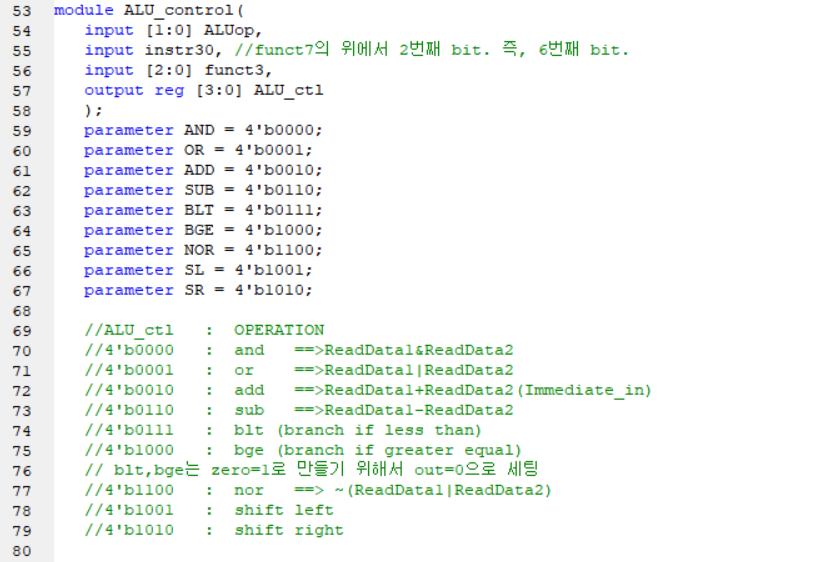 53 module ALU_control(
54 input [1:0] ALUop,
55 input instr30, //funct7의 위에서 2번째 bit. 즉, 6번째 bit.
56 input [2:0] funct3,
57 output reg [3:0] ALU_ctl
58 );
59 parameter AND = 4'b0000;
60 parameter OR = 4'b0001;
61 parameter ADD = 4'b0010;
62 parameter SUB = 4'b0110;
63 parameter BLT = 4'b0111;
64 parameter BGE = 4'b1000;
65 parameter NOR = 4'b1100;
66 parameter SL = 4'b1001;
67 parameter SR = 4'b1010;
68
69 //ALU_ctl : OPERATION
70 //4'b0000 : and ==>ReadData1&ReadData2
71 //4'b0001 : or ==>ReadData1|ReadData2
72 //4'b0010 : add ==>ReadData1+ReadData2(Immediate_in)
73 //4'b0110 : sub ==>ReadData1-ReadData2
74 //4'b0111 : blt (branch if less than)
75 //4'b1000 : bge (branch if greater equal)
76 // blt,bge는 zero=1로 만들기 위해서 out=0으로 세팅
77 //4'b1100 : nor ==> ~(ReadData1|ReadData2)
78 //4'b1001 : shift left
79 //4'b1010 : shift right
80